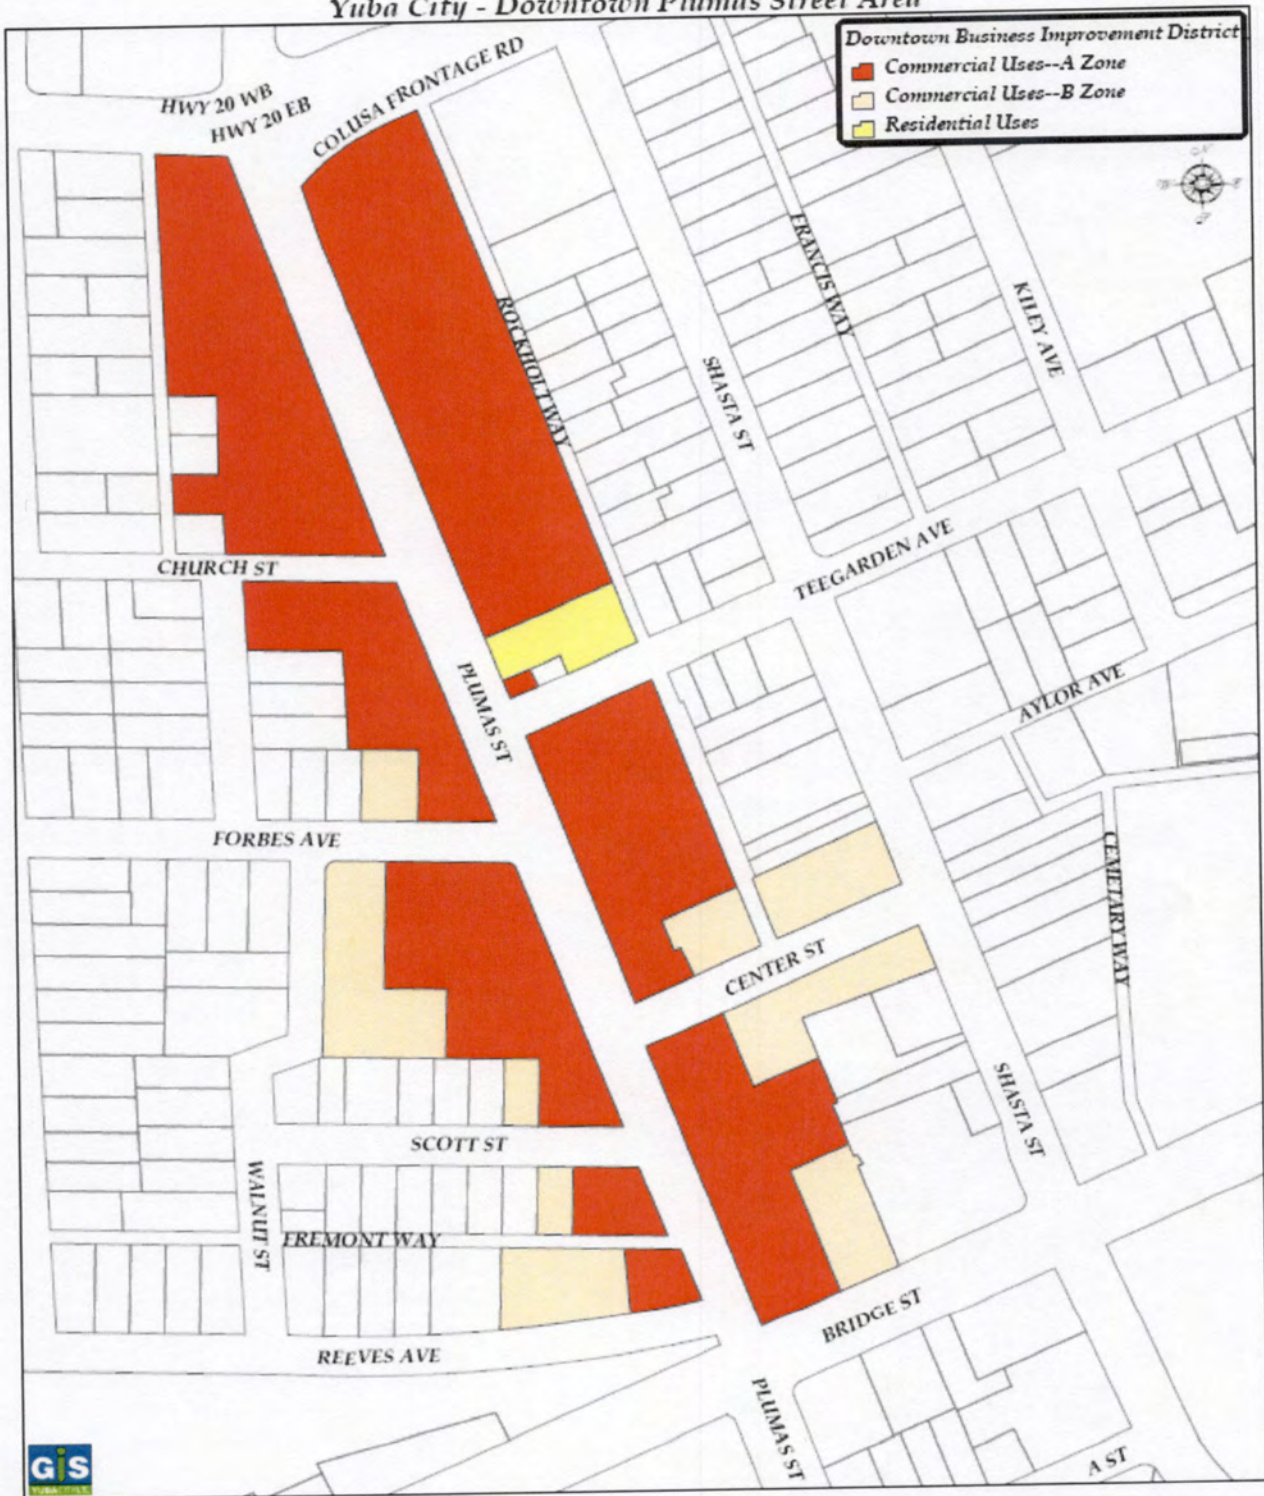 Yuba City - Downtown Plumas Street Area
Downtown Business Improvement District
Commercial Uses--A Zone
Commercial Uses--B Zone
Residential Uses
HWY 20 WB
HWY 20 EB
COLUSA FRONTAGE RD
ROCKHOLT WAY
FRANCIS WAY
KILEY AVE
SHASTA ST
CHURCH ST
TEEGARDEN AVE
PLUMAS ST
AYLOR AVE
FORBES AVE
CEMETARY WAY
CENTER ST
SHASTA ST
SCOTT ST
WALNUT ST
FREMONT WAY
BRIDGE ST
REEVES AVE
PLUMAS ST
A ST
GiS